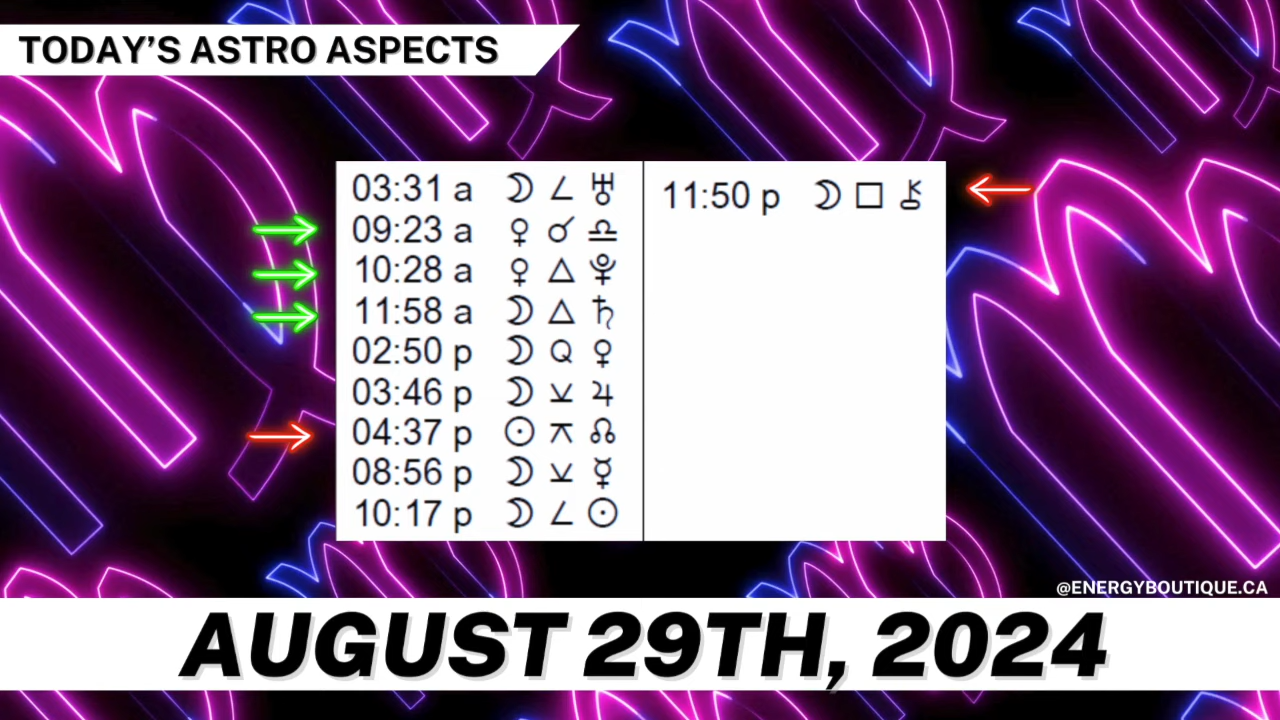 TODAY’S ASTRO ASPECTS
03:31 a ☽ ∠ ♅
09:23 a ♀ ☌ ♎
10:28 a ♀ △ ♇
11:58 a ☽ △ ♄
02:50 p ☽ Q ♀
03:46 p ☽ ⚺ ♃
04:37 p ☉ ⚻ ☊
08:56 p ☽ ⚺ ☿
10:17 p ☽ ∠ ☉
11:50 p ☽ □ ⚷
@ENERGYBOUTIQUE.CA
AUGUST 29TH, 2024